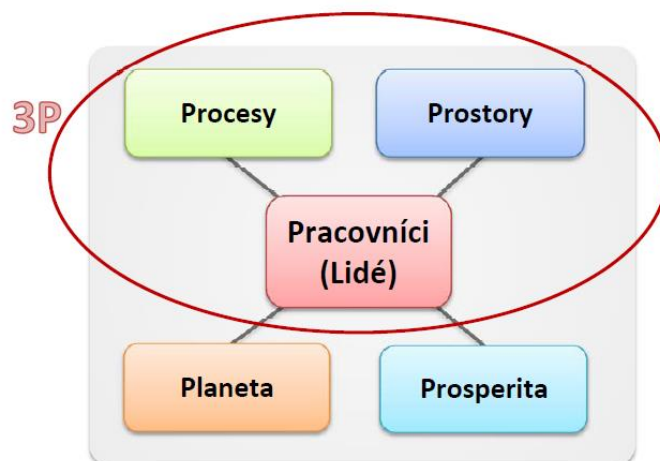 3P
Procesy
Prostory
Pracovníci
(Lidé)
Planeta
Prosperita